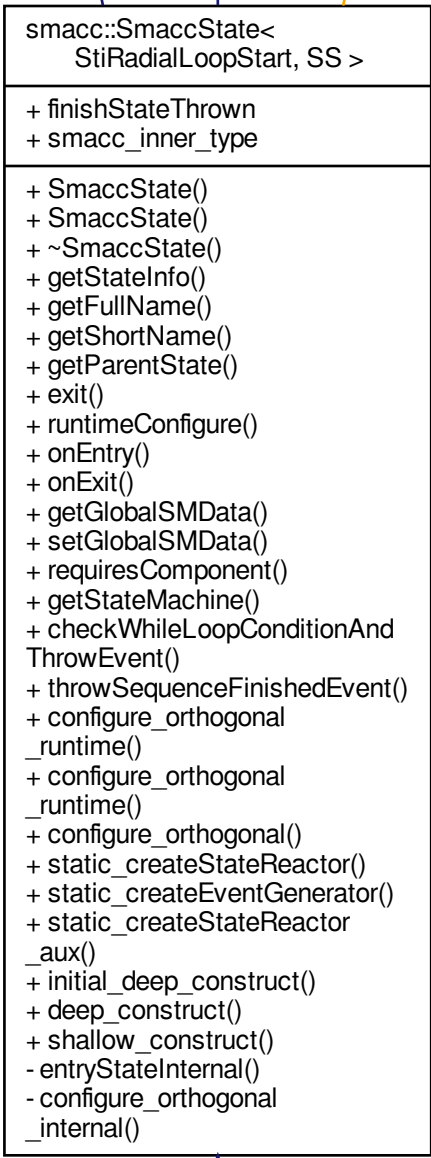 smacc::SmaccState<
StiRadialLoopStart, SS >
+ finishStateThrown
+ smacc_inner_type
+ SmaccState()
+ SmaccState()
+ ~SmaccState()
+ getStateInfo()
+ getFullName()
+ getShortName()
+ getParentState()
+ exit()
+ runtimeConfigure()
+ onEntry()
+ onExit()
+ getGlobalSMData()
+ setGlobalSMData()
+ requiresComponent()
+ getStateMachine()
+ checkWhileLoopConditionAnd
ThrowEvent()
+ throwSequenceFinishedEvent()
+ configure_orthogonal
_runtime()
+ configure_orthogonal
_runtime()
+ configure_orthogonal()
+ static_createStateReactor()
+ static_createEventGenerator()
+ static_createStateReactor
_aux()
+ initial_deep_construct()
+ deep_construct()
+ shallow_construct()
- entryStateInternal()
- configure_orthogonal
_internal()